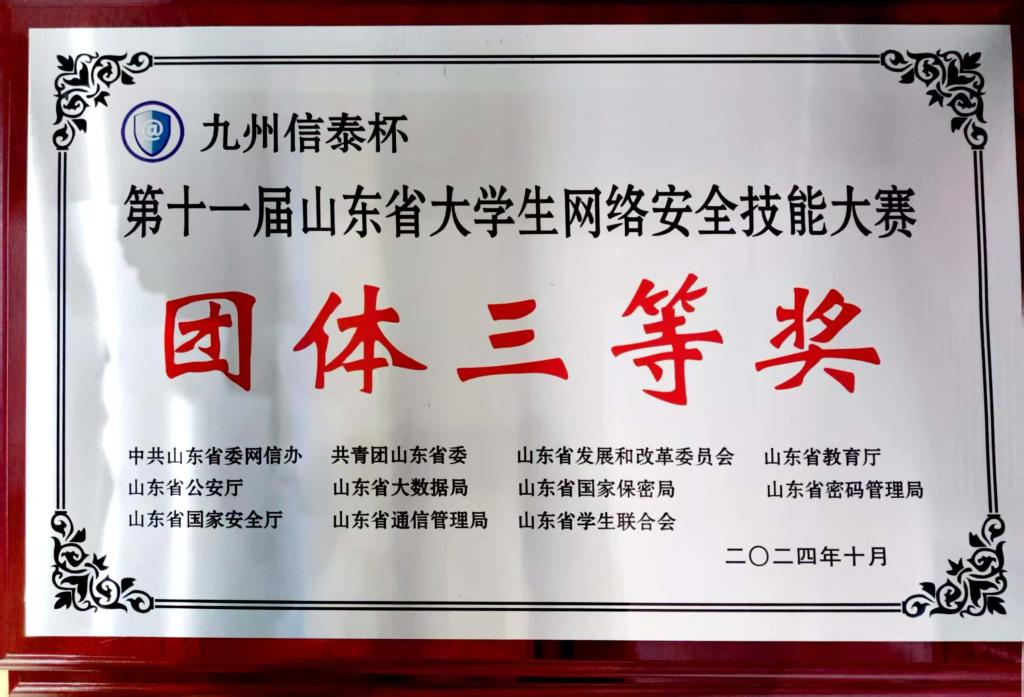 @ 九州信泰杯
第十一届山东省大学生网络安全技能大赛
团体三等奖
中共山东省委网信办 共青团山东省委 山东省发展和改革委员会 山东省教育厅
山东省公安厅 山东省大数据局 山东省国家保密局 山东省密码管理局
山东省国家安全厅 山东省通信管理局 山东省学生联合会
二〇二四年十月